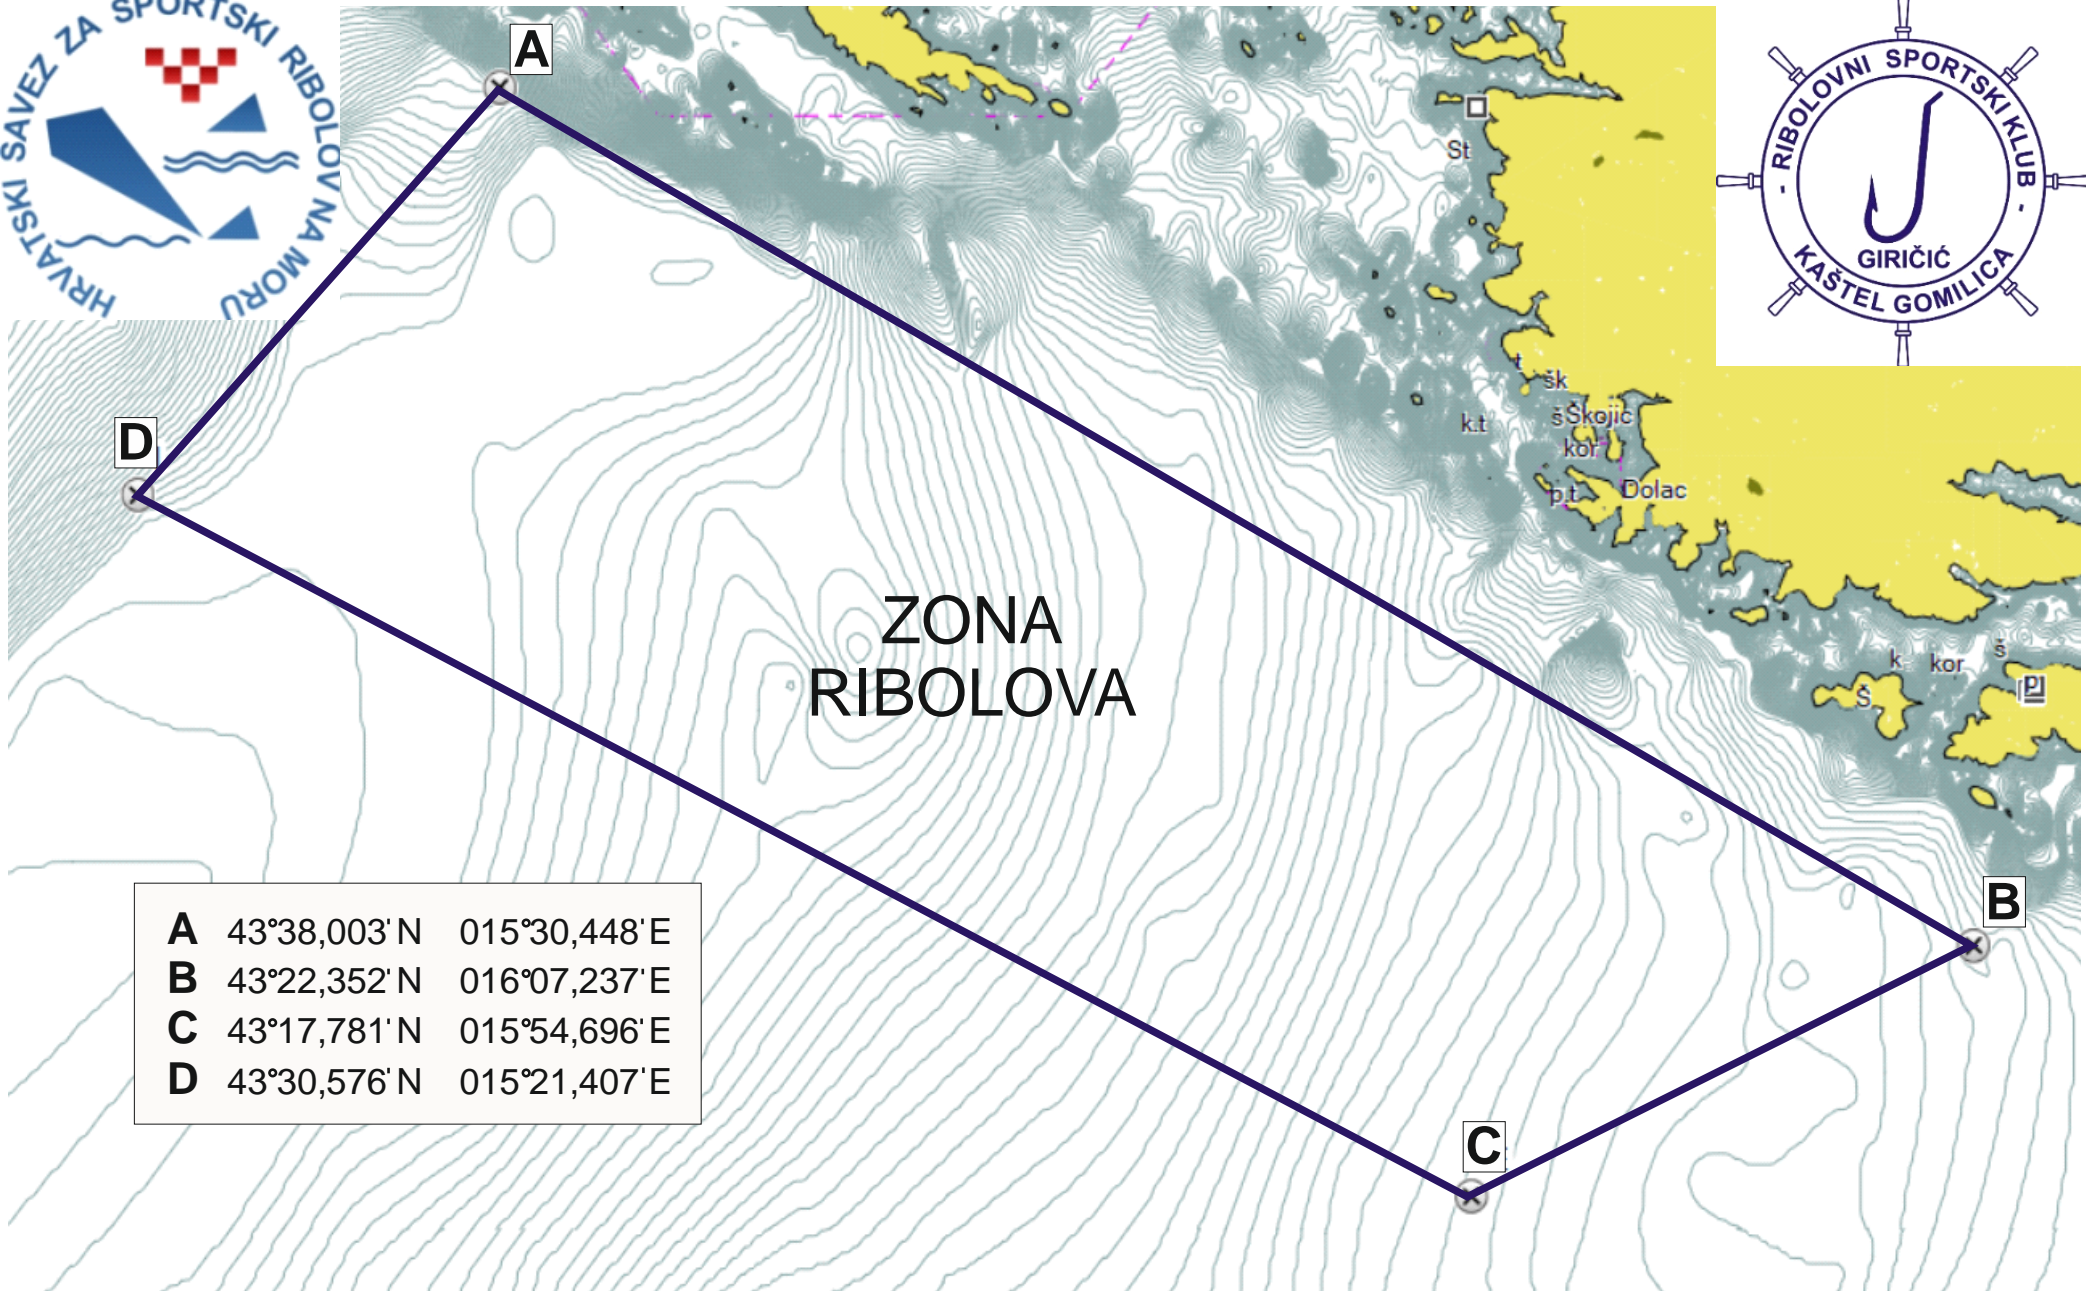 HRVATSKI SAVEZ ZA SPORTSKI RIBOLOV NA MORU
A
- RIBOLOVNI SPORTSKI KLUB -
GIRIČIĆ
KAŠTEL GOMILICA
St
t
šk
š Škojic
k.t
kor
D
p.t
Dolac
ZONA
RIBOLOVA
k
kor
š
Š
pl
B
A 43°38,003' N 015°30,448' E
B 43°22,352' N 016°07,237' E
C 43°17,781' N 015°54,696' E
D 43°30,576' N 015°21,407' E
C